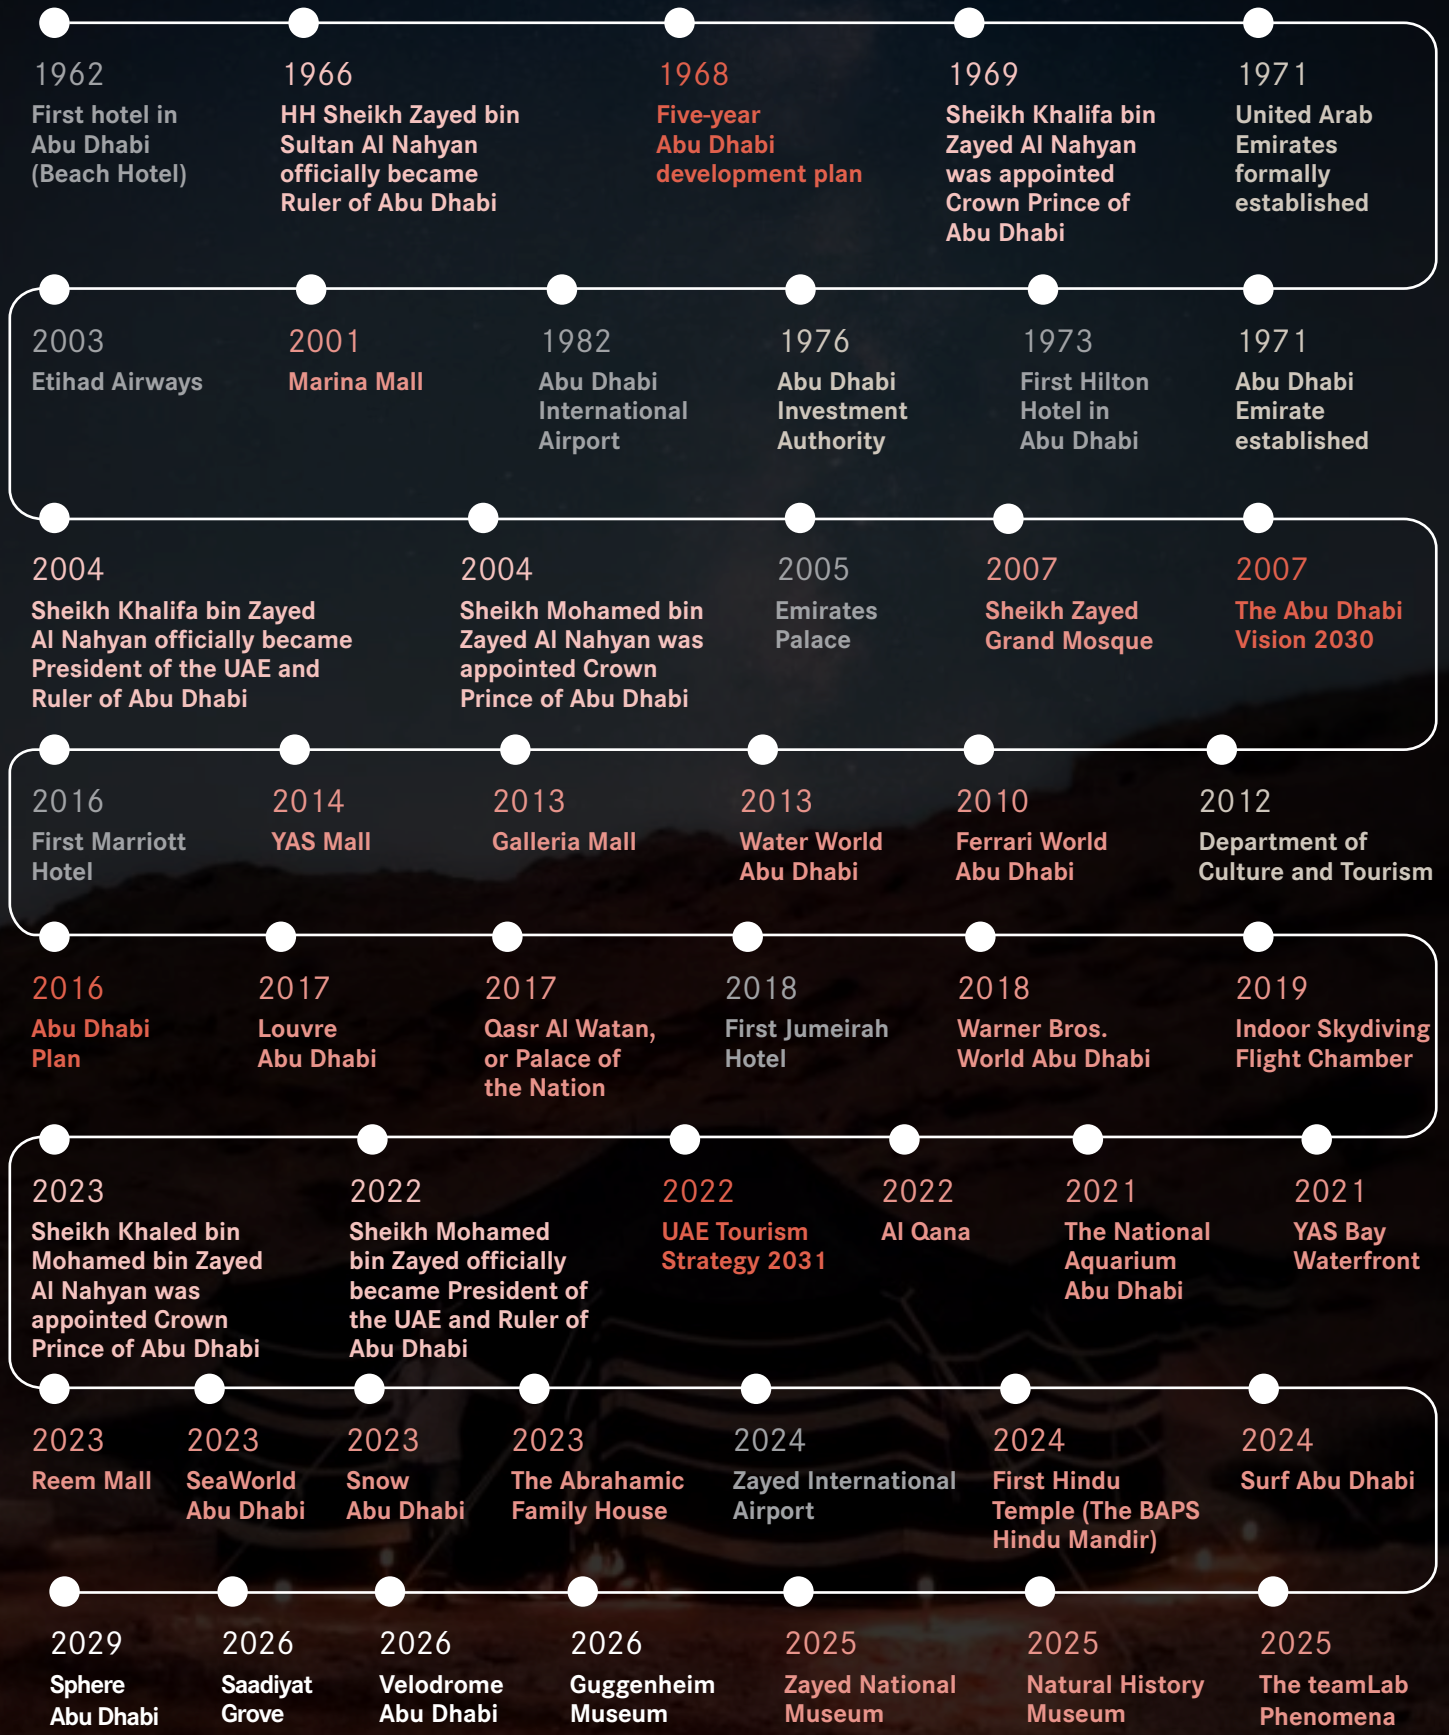 1962
First hotel in
Abu Dhabi
(Beach Hotel)
1966
HH Sheikh Zayed bin
Sultan Al Nahyan
officially became
Ruler of Abu Dhabi
1968
Five-year
Abu Dhabi
development plan
1969
Sheikh Khalifa bin
Zayed Al Nahyan
was appointed
Crown Prince of
Abu Dhabi
1971
United Arab
Emirates
formally
established
2003
Etihad Airways
2001
Marina Mall
1982
Abu Dhabi
International
Airport
1976
Abu Dhabi
Investment
Authority
1973
First Hilton
Hotel in
Abu Dhabi
1971
Abu Dhabi
Emirate
established
2004
Sheikh Khalifa bin Zayed
Al Nahyan officially became
President of the UAE and
Ruler of Abu Dhabi
2004
Sheikh Mohamed bin
Zayed Al Nahyan was
appointed Crown
Prince of Abu Dhabi
2005
Emirates
Palace
2007
Sheikh Zayed
Grand Mosque
2007
The Abu Dhabi
Vision 2030
2016
First Marriott
Hotel
2014
YAS Mall
2013
Galleria Mall
2013
Water World
Abu Dhabi
2010
Ferrari World
Abu Dhabi
2012
Department of
Culture and Tourism
2016
Abu Dhabi
Plan
2017
Louvre
Abu Dhabi
2017
Qasr Al Watan,
or Palace of
the Nation
2018
First Jumeirah
Hotel
2018
Warner Bros.
World Abu Dhabi
2019
Indoor Skydiving
Flight Chamber
2023
Sheikh Khaled bin
Mohamed bin Zayed
Al Nahyan was
appointed Crown
Prince of Abu Dhabi
2022
Sheikh Mohamed
bin Zayed officially
became President of
the UAE and Ruler of
Abu Dhabi
2022
UAE Tourism
Strategy 2031
2022
Al Qana
2021
The National
Aquarium
Abu Dhabi
2021
YAS Bay
Waterfront
2023
Reem Mall
2023
SeaWorld
Abu Dhabi
2023
Snow
Abu Dhabi
2023
The Abrahamic
Family House
2024
Zayed International
Airport
2024
First Hindu
Temple (The BAPS
Hindu Mandir)
2024
Surf Abu Dhabi
2029
Sphere
Abu Dhabi
2026
Saadiyat
Grove
2026
Velodrome
Abu Dhabi
2026
Guggenheim
Museum
2025
Zayed National
Museum
2025
Natural History
Museum
2025
The teamLab
Phenomena